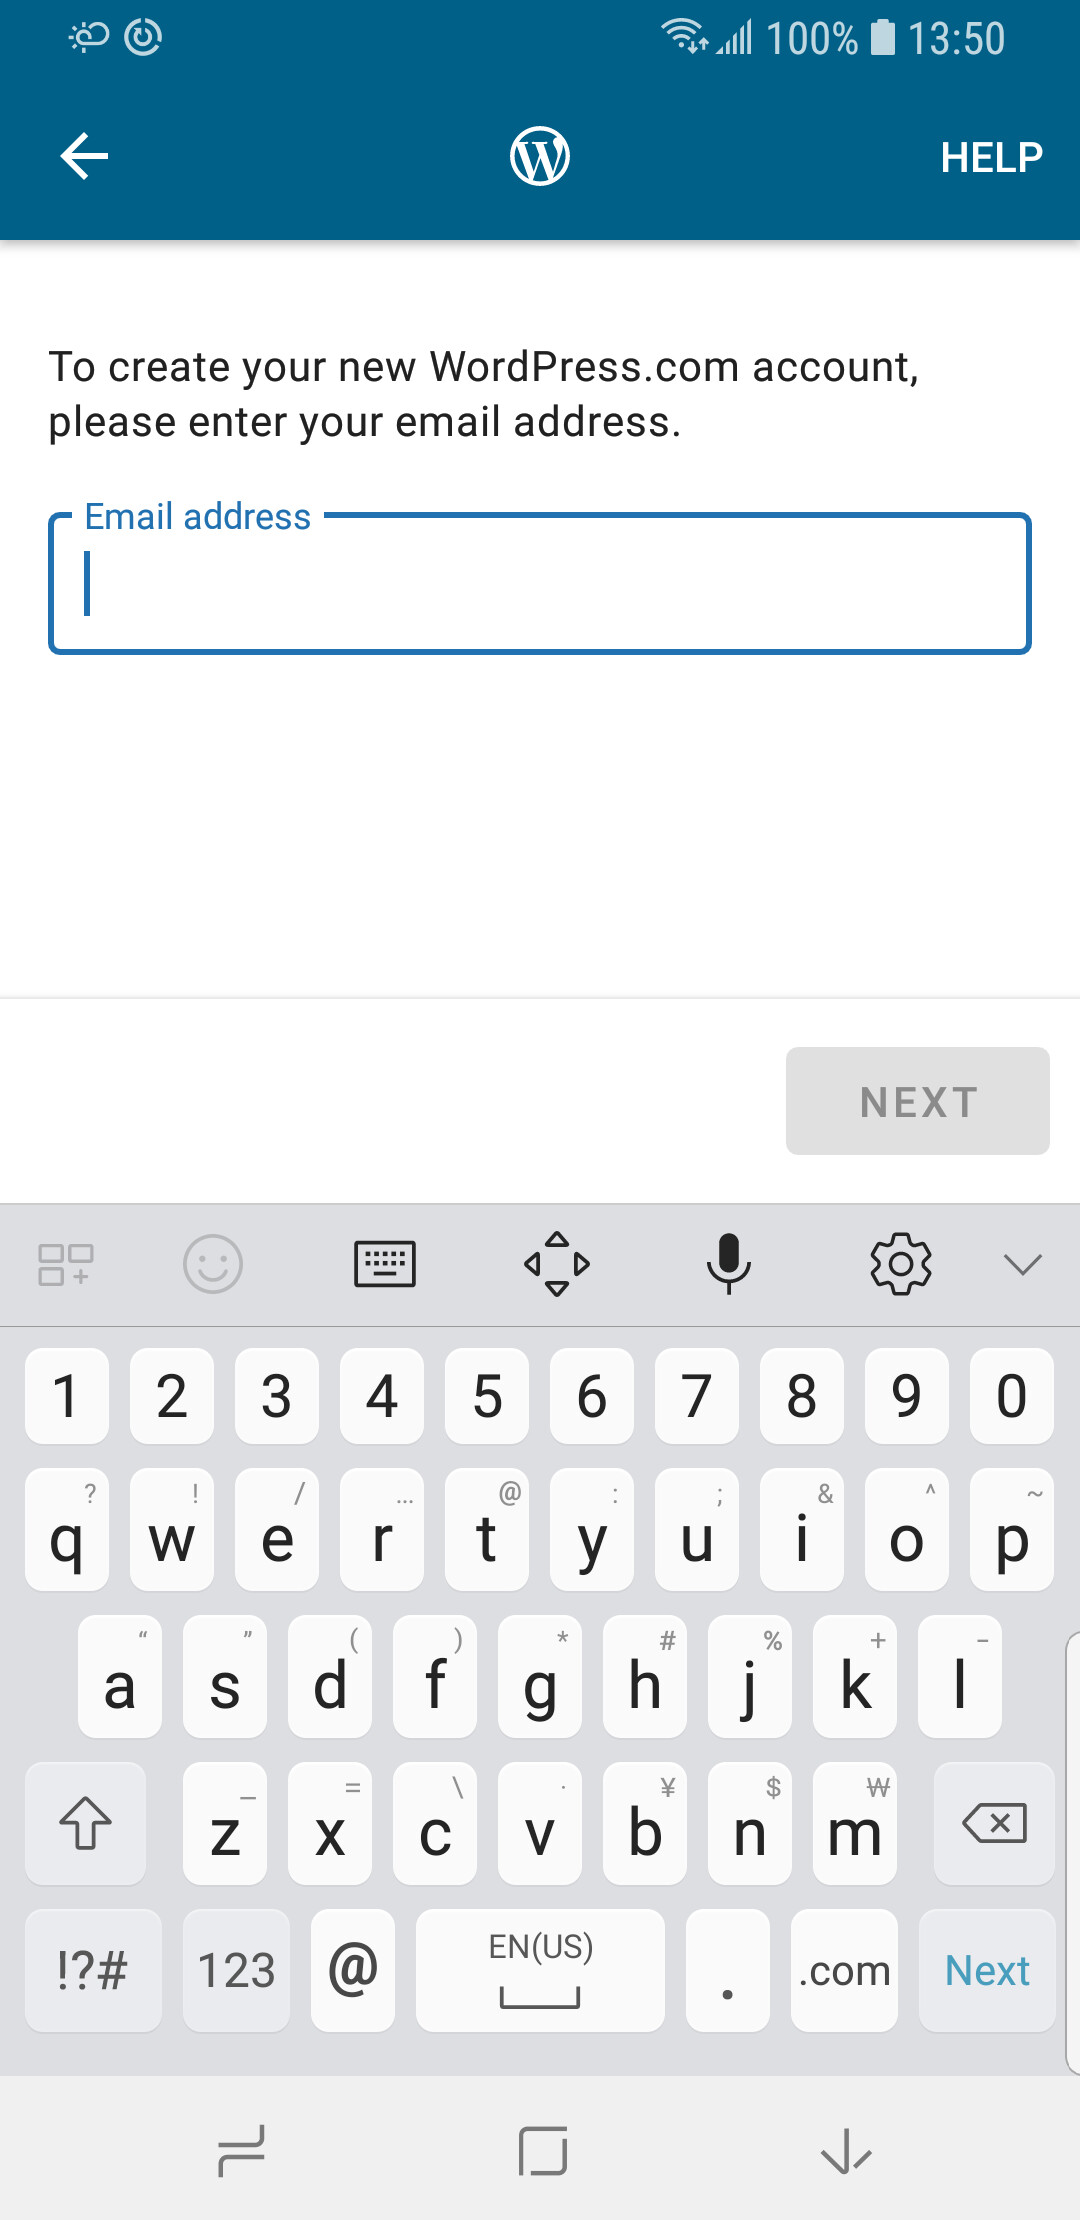 100% 13:50
HELP
To create your new WordPress.com account,
please enter your email address.
Email address
NEXT
1 2 3 4 5 6 7 8 9 0
? ! / ... @ : ; & ^ ~
q w e r t y u i o p
“ ” ( ) * # % + -
a s d f g h j k l
_ = \ · ¥ $ ₩
z x c v b n m
!?# 123 @ EN(US) . .com Next